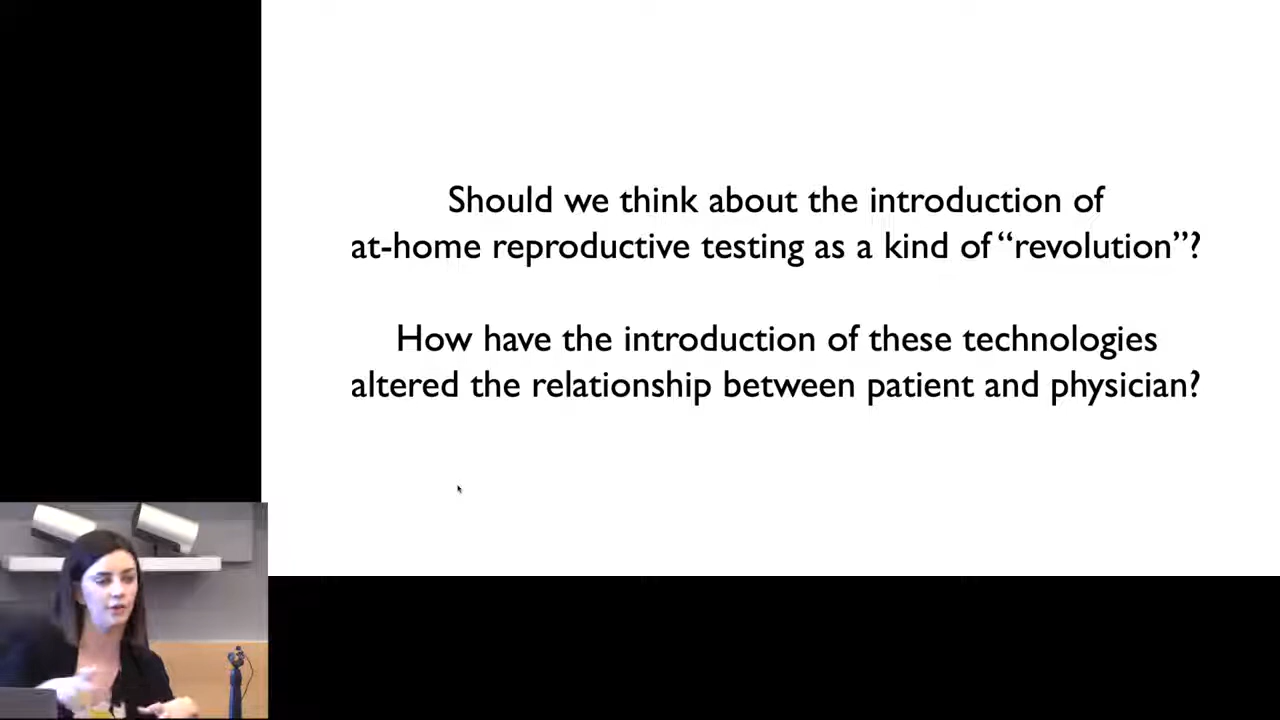 Should we think about the introduction of
at-home reproductive testing as a kind of “revolution”?
How have the introduction of these technologies
altered the relationship between patient and physician?